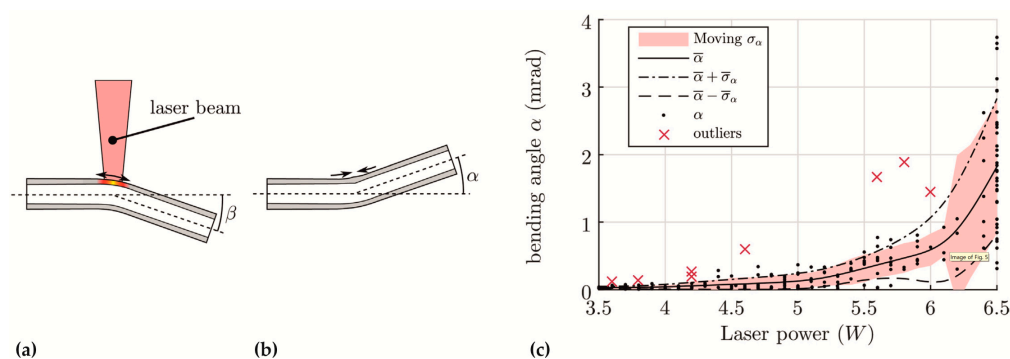 laser beam
β
α
(a)
(b)
(c)
bending angle α (mrad)
4
3
2
1
0
Moving σα
α̅
α̅ + σ̅α
α̅ − σ̅α
α
outliers
Image of Fig. 5
3.5 4 4.5 5 5.5 6 6.5
Laser power (W)